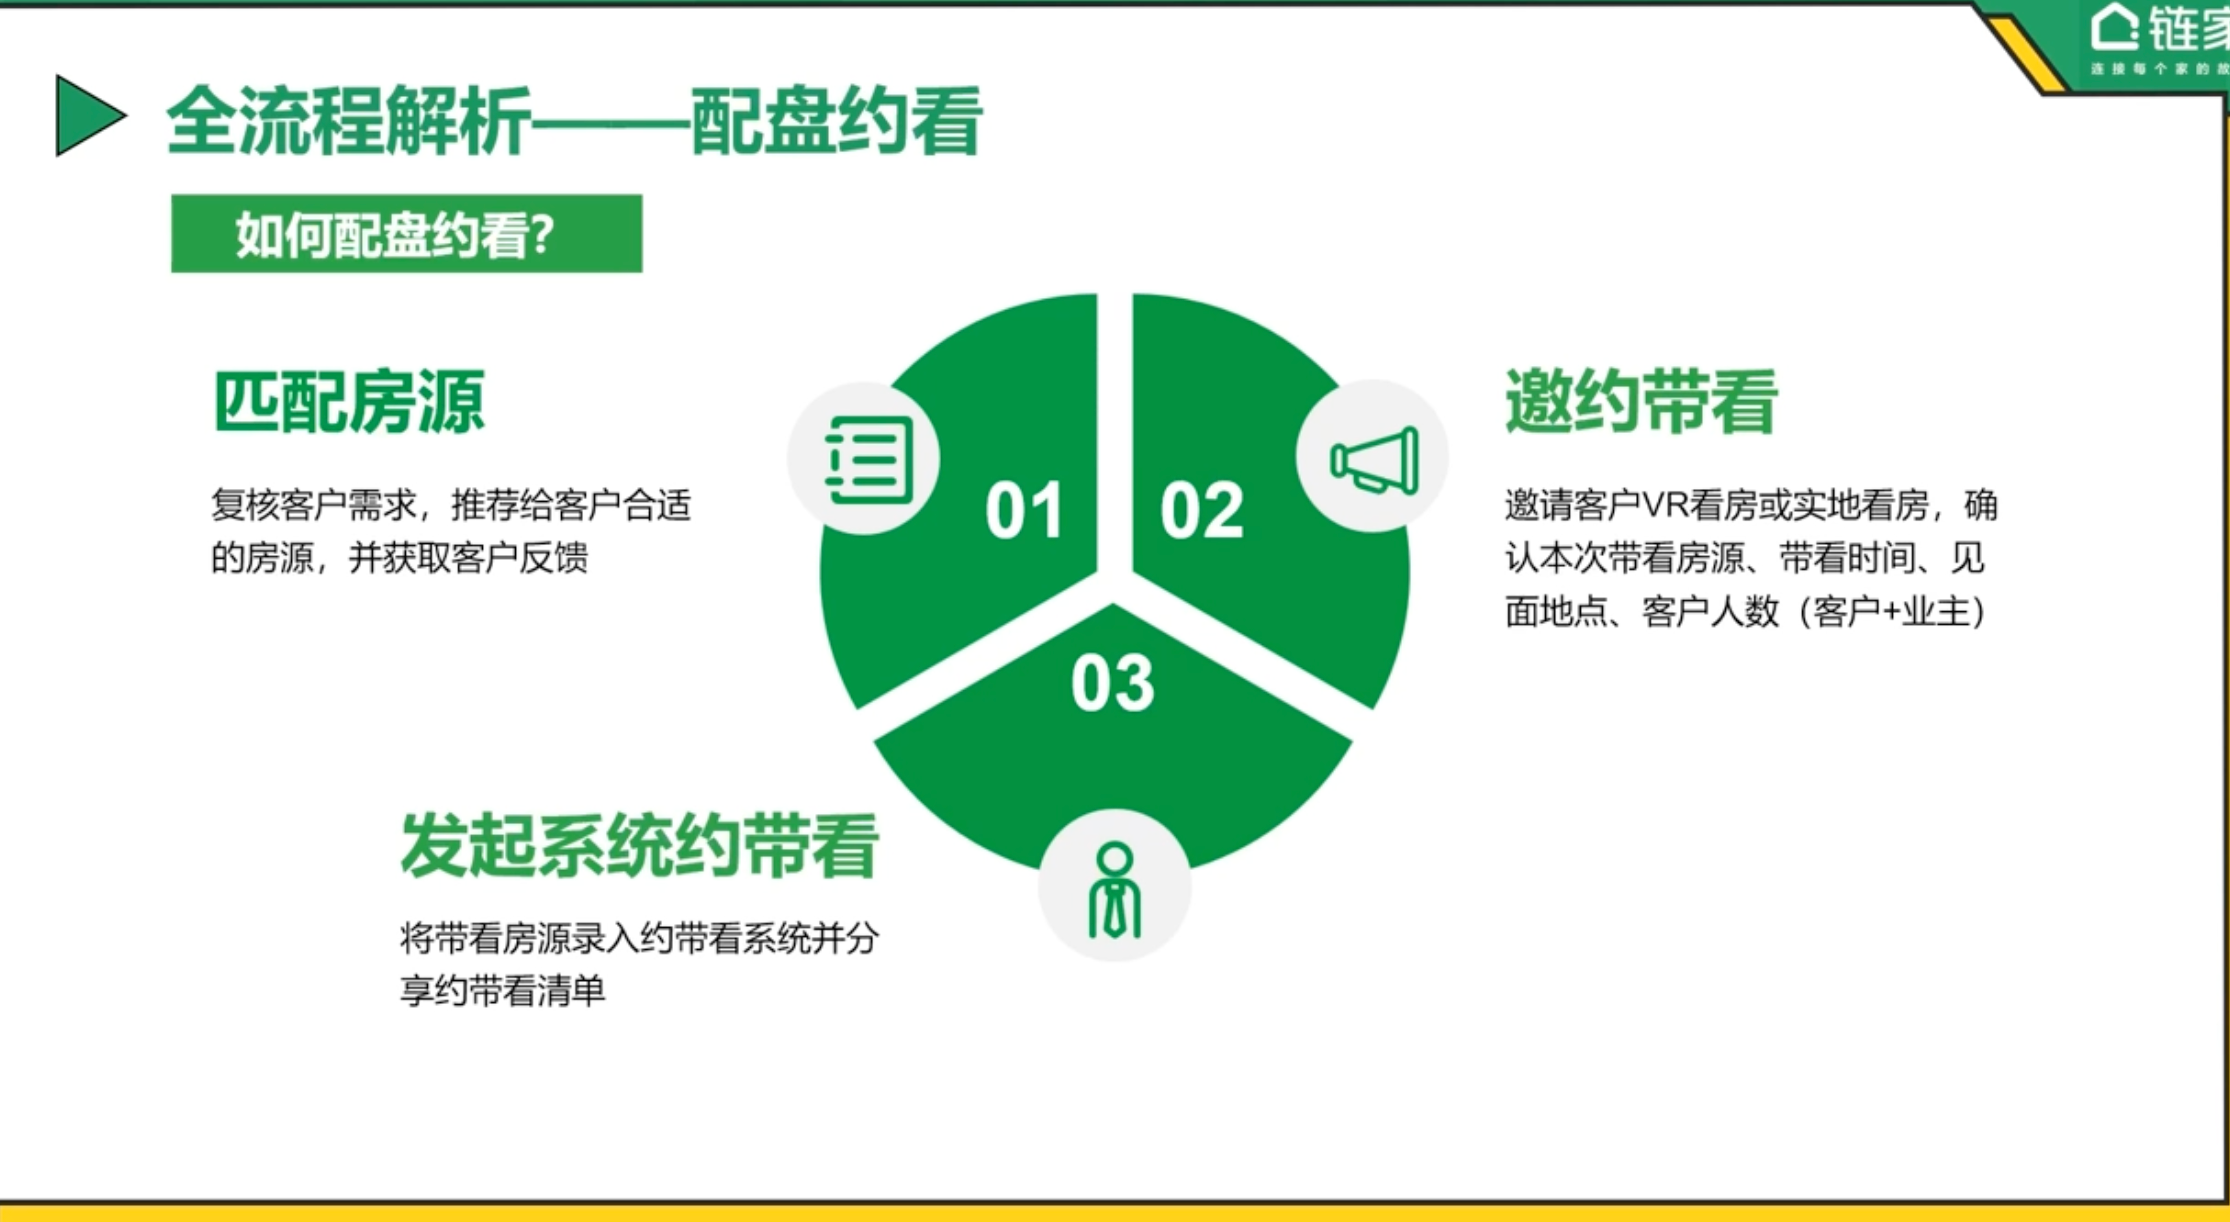 链家
连接每个家的故
全流程解析——配盘约看
如何配盘约看?
匹配房源
复核客户需求，推荐给客户合适
的房源，并获取客户反馈
01
02
邀约带看
邀请客户VR看房或实地看房，确
认本次带看房源、带看时间、见
面地点、客户人数（客户+业主）
03
发起系统约带看
将带看房源录入约带看系统并分
享约带看清单